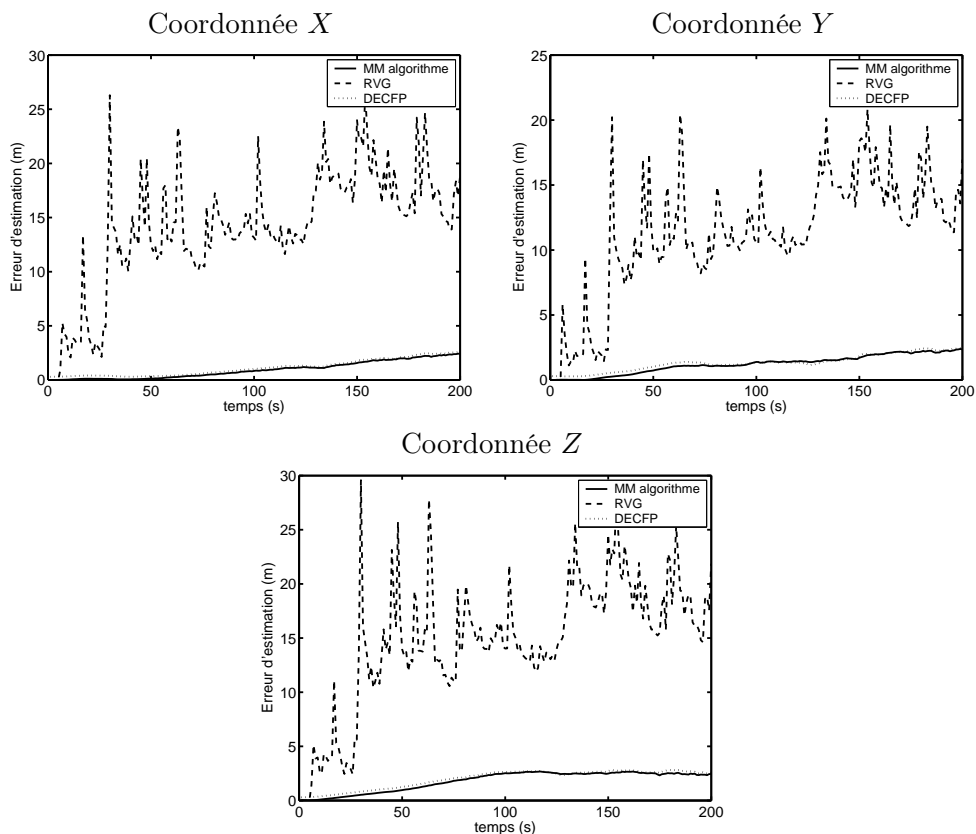 Coordonnée X
Erreur d'estimation (m)
30
25
20
15
10
5
0
MM algorithme
RVG
DECFP
0 50 100 150 200
temps (s)
Coordonnée Y
Erreur d'estimation (m)
25
20
15
10
5
0
MM algorithme
RVG
DECFP
0 50 100 150 200
temps (s)
Coordonnée Z
Erreur d'estimation (m)
30
25
20
15
10
5
0
MM algorithme
RVG
DECFP
0 50 100 150 200
temps (s)